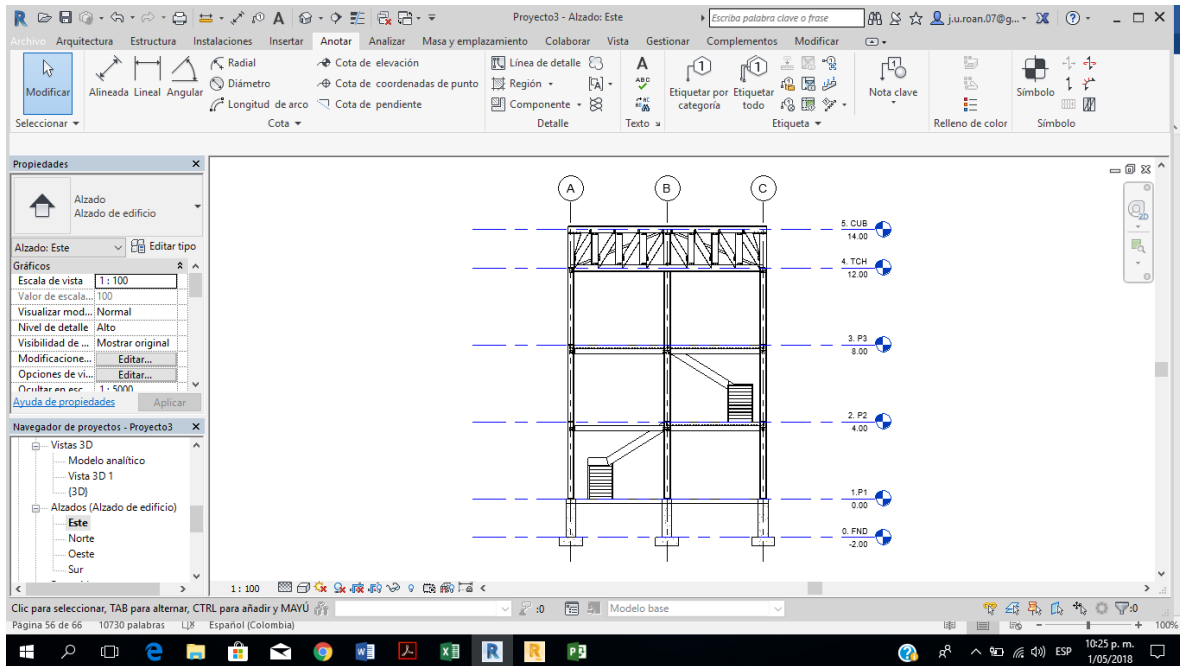 Proyecto3 - Alzado: Este
Escriba palabra clave o frase
j.u.roan.07@g...
Archivo Arquitectura Estructura Instalaciones Insertar Anotar Analizar Masa y emplazamiento Colaborar Vista Gestionar Complementos Modificar
Modificar
Alineada Lineal Angular
Radial
Diámetro
Longitud de arco
Cota de elevación
Cota de coordenadas de punto
Cota de pendiente
Línea de detalle
Región
Componente
Etiquetar por categoría
Etiquetar todo
Nota clave
Símbolo
Seleccionar
Cota
Detalle
Texto
Etiqueta
Relleno de color
Símbolo
Propiedades
Alzado
Alzado de edificio
Alzado: Este
Editar tipo
Gráficos
Escala de vista 1 : 100
Valor de escala... 100
Visualizar mod... Normal
Nivel de detalle Alto
Visibilidad de ... Mostrar original
Modificacione... Editar...
Opciones de vi... Editar...
Ocultar en esc... 1 : 5000
Ayuda de propiedades
Aplicar
Navegador de proyectos - Proyecto3
Vistas 3D
Modelo analítico
Vista 3D 1
{3D}
Alzados (Alzado de edificio)
Este
Norte
Oeste
Sur
A B C
5. CUB
14.00
4. TCH
12.00
3. P3
8.00
2. P2
4.00
1.P1
0.00
0. FND
-2.00
1 : 100
Clic para seleccionar, TAB para alternar, CTRL para añadir y MAYÚ
:0
Modelo base
:0
Página 56 de 66 10730 palabras Español (Colombia)
100%
ESP
10:25 p. m.
1/05/2018